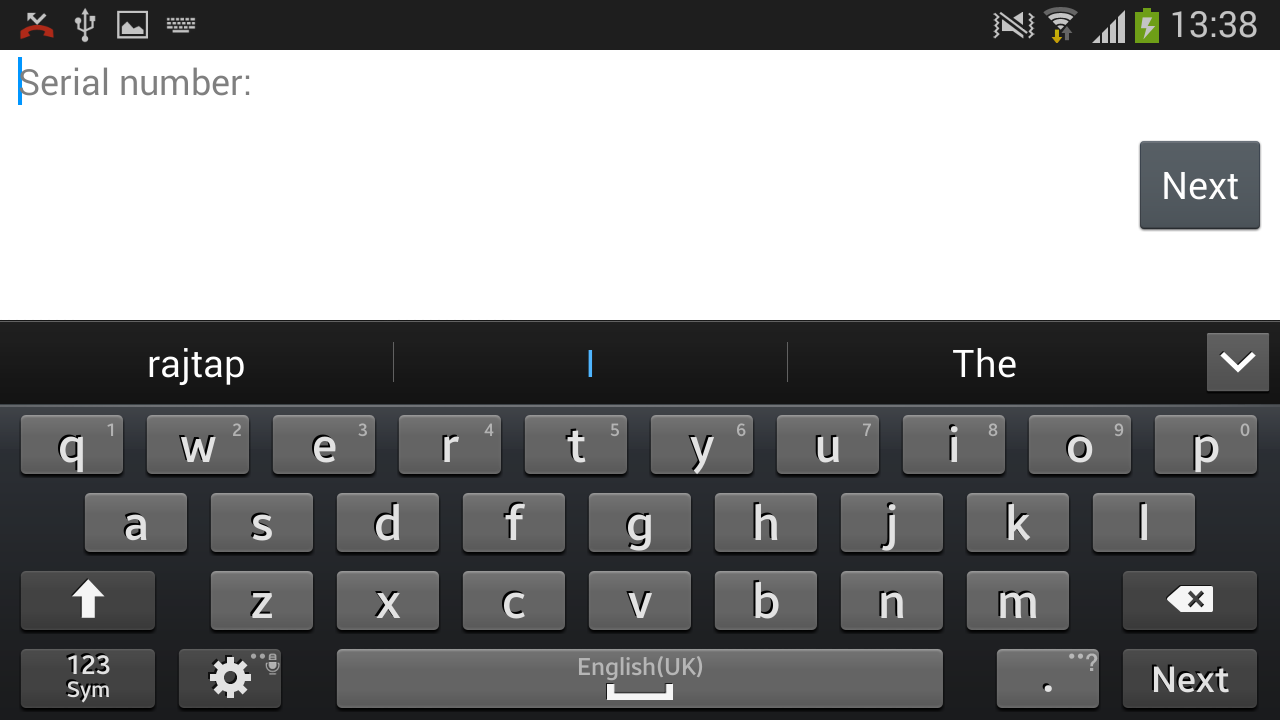 13:38
Serial number:
Next
rajtap I The
q 1 w 2 e 3 r 4 t 5 y 6 u 7 i 8 o 9 p 0
a s d f g h j k l
z x c v b n m
123 Sym English(UK) . ? Next